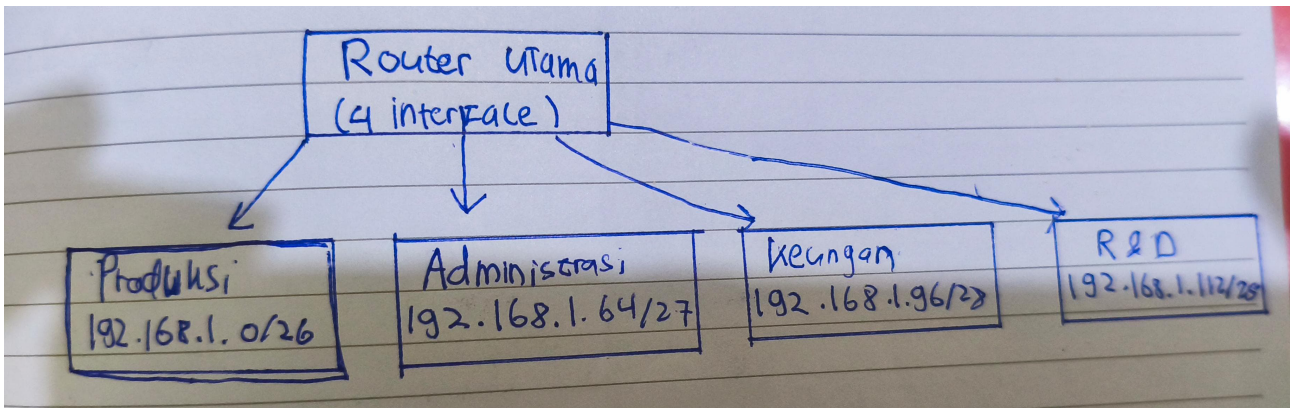 Router Utama
(4 interface)
Produksi
192.168.1.0/26
Administrasi
192.168.1.64/27
Keungan
192.168.1.96/28
R & D
192.168.1.112/28